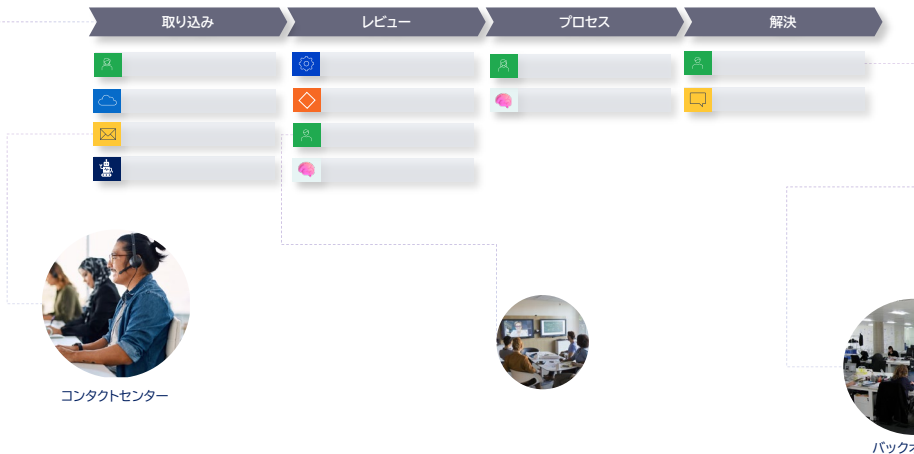 取り込み
レビュー
プロセス
解決
コンタクトセンター
バックオ